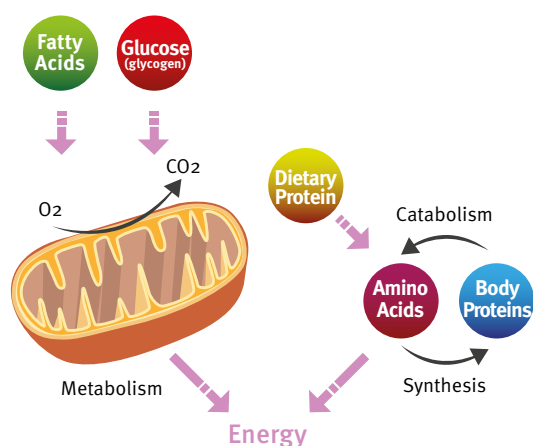 Fatty
Acids
Glucose
(glycogen)
CO2
O2
Dietary
Protein
Catabolism
Amino
Acids
Body
Proteins
Metabolism
Synthesis
Energy